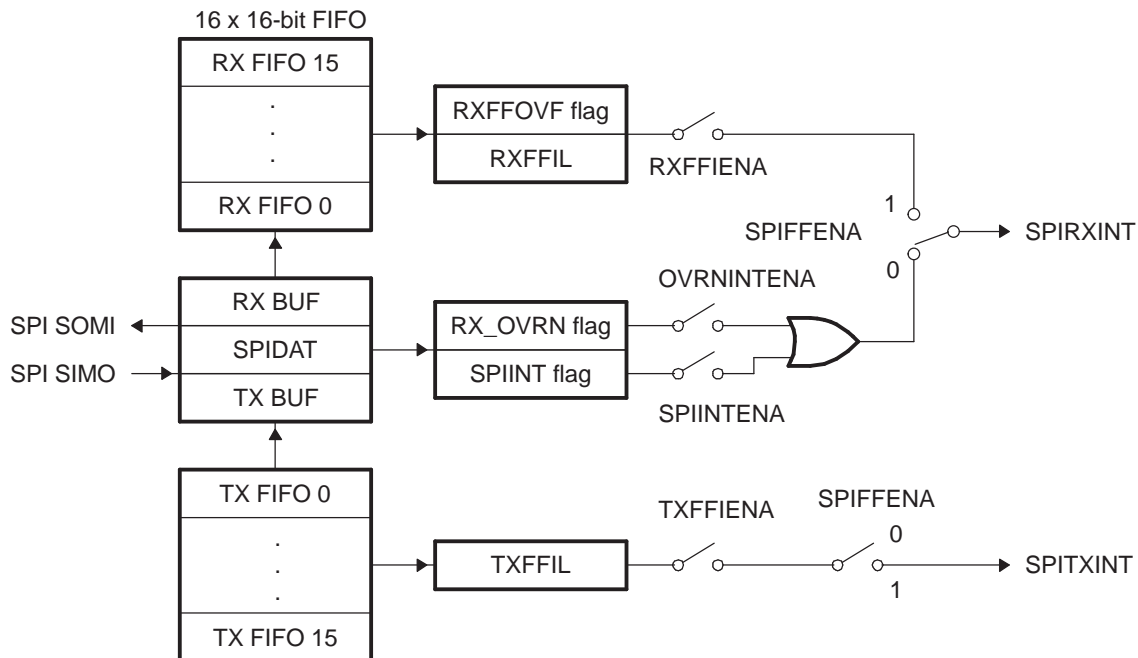 16 x 16-bit FIFO
RX FIFO 15
.
.
.
RX FIFO 0
RXFFOVF flag
RXFFIL
RXFFIENA
1
SPIFFENA
0
SPIRXINT
OVRNINTENA
RX BUF
SPIDAT
TX BUF
SPI SOMI
SPI SIMO
RX_OVRN flag
SPIINT flag
SPIINTENA
TX FIFO 0
.
.
.
TX FIFO 15
TXFFIL
TXFFIENA
SPIFFENA
0
1
SPITXINT